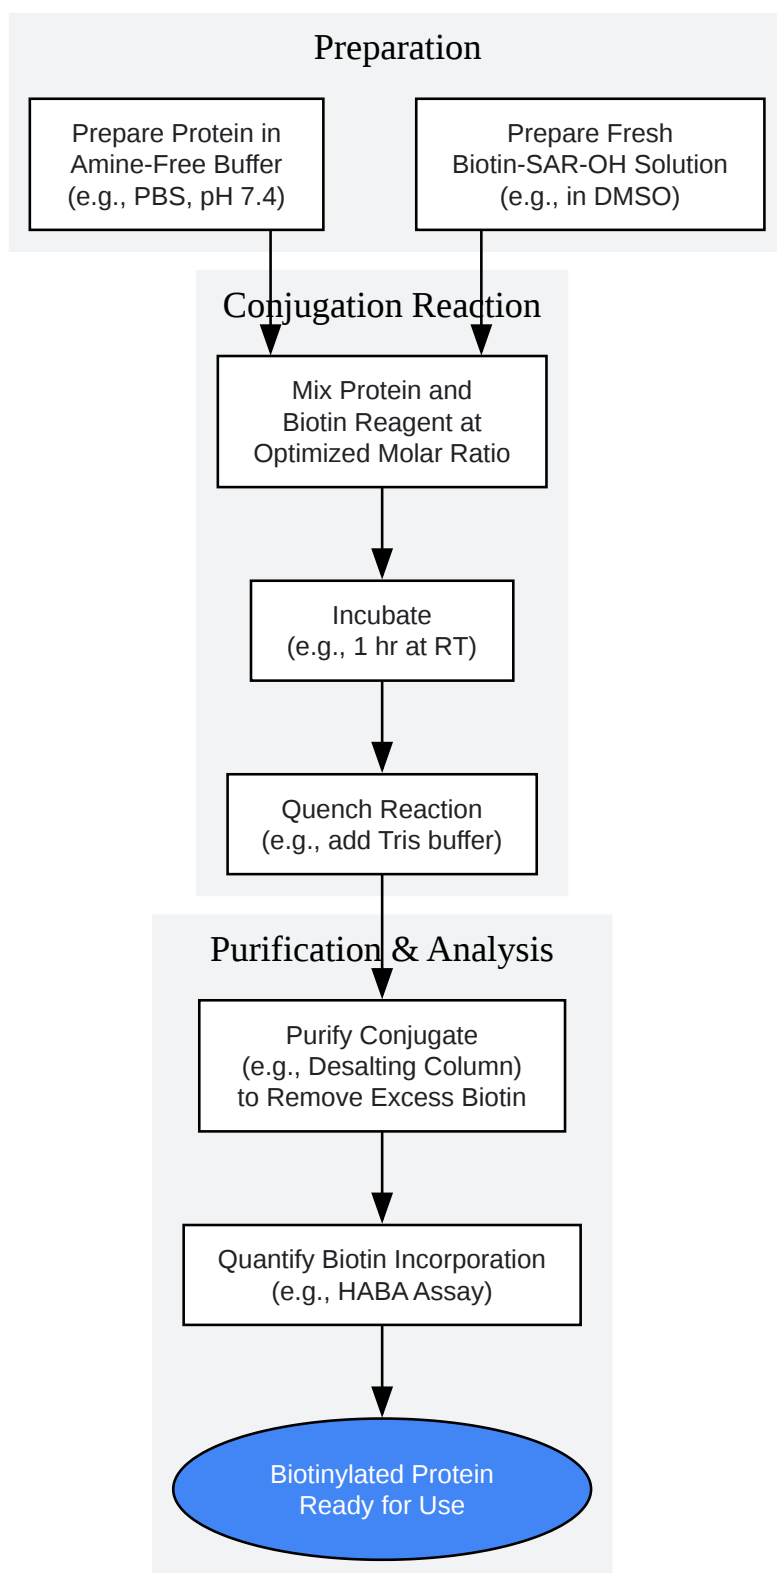 Preparation
Prepare Protein in
Amine-Free Buffer
(e.g., PBS, pH 7.4)
Prepare Fresh
Biotin-SAR-OH Solution
(e.g., in DMSO)
Conjugation Reaction
Mix Protein and
Biotin Reagent at
Optimized Molar Ratio
Incubate
(e.g., 1 hr at RT)
Quench Reaction
(e.g., add Tris buffer)
Purification & Analysis
Purify Conjugate
(e.g., Desalting Column)
to Remove Excess Biotin
Quantify Biotin Incorporation
(e.g., HABA Assay)
Biotinylated Protein
Ready for Use